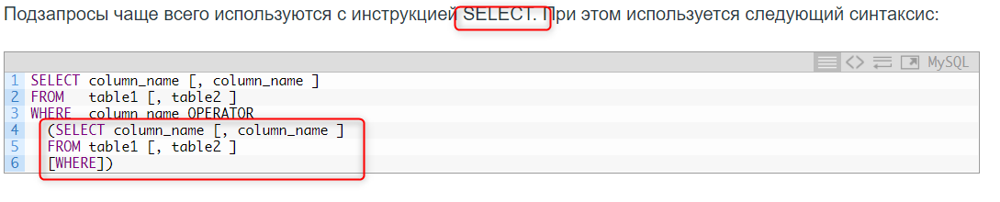 Подзапросы чаще всего используются с инструкцией SELECT. При этом используется следующий синтаксис:
MySQL
1 SELECT column_name [, column_name ]
2 FROM   table1 [, table2 ]
3 WHERE  column_name OPERATOR
4   (SELECT column_name [, column_name ]
5   FROM table1 [, table2 ]
6   [WHERE])